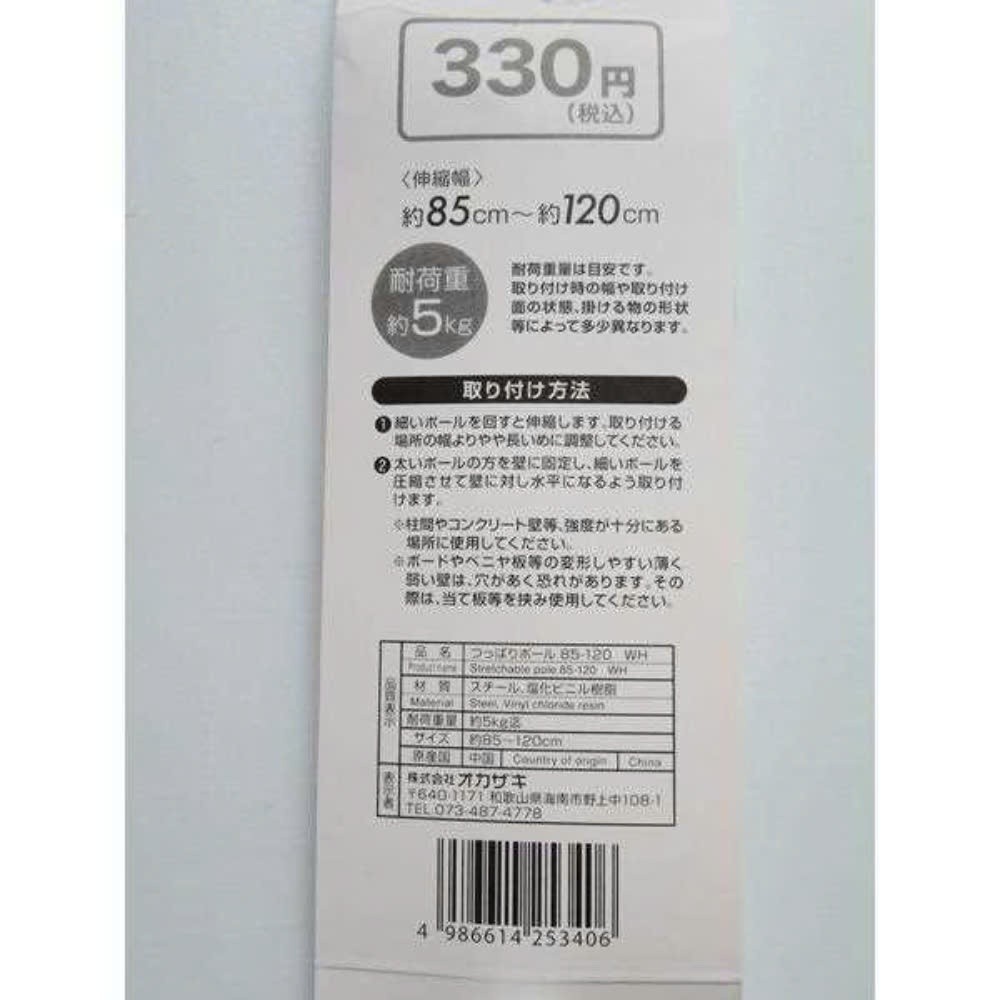 330円
(税込)
〈伸縮幅〉
約85cm～約120cm
耐荷重
約5kg
耐荷重量は目安です。
取り付け時の幅や取り付け
面の状態、掛ける物の形状
等によって多少異なります。
取り付け方法
❶細いポールを回すと伸縮します。取り付ける
場所の幅よりやや長いめに調整してください。
❷太いポールの方を壁に固定し、細いポールを
圧縮させて壁に対し水平になるよう取り付
けます。
※柱間やコンクリート壁等、強度が十分にある
場所に使用してください。
※ボードやベニヤ板等の変形しやすい薄く
弱い壁は、穴があく恐れがあります。その
際は、当て板等を挟み使用してください。
品質表示
品名 つっぱりポール 85-120 WH
Product name Stretchable pole 85-120 WH
材質 スチール、塩化ビニル樹脂
Material Steel, Vinyl chloride resin
耐荷重量 約5kg迄
サイズ 約85～120cm
原産国 中国 Country of origin China
表示者
株式会社オカザキ
〒640-1171 和歌山県海南市野上中108-1
TEL.073-487-4778
4 986614 253406